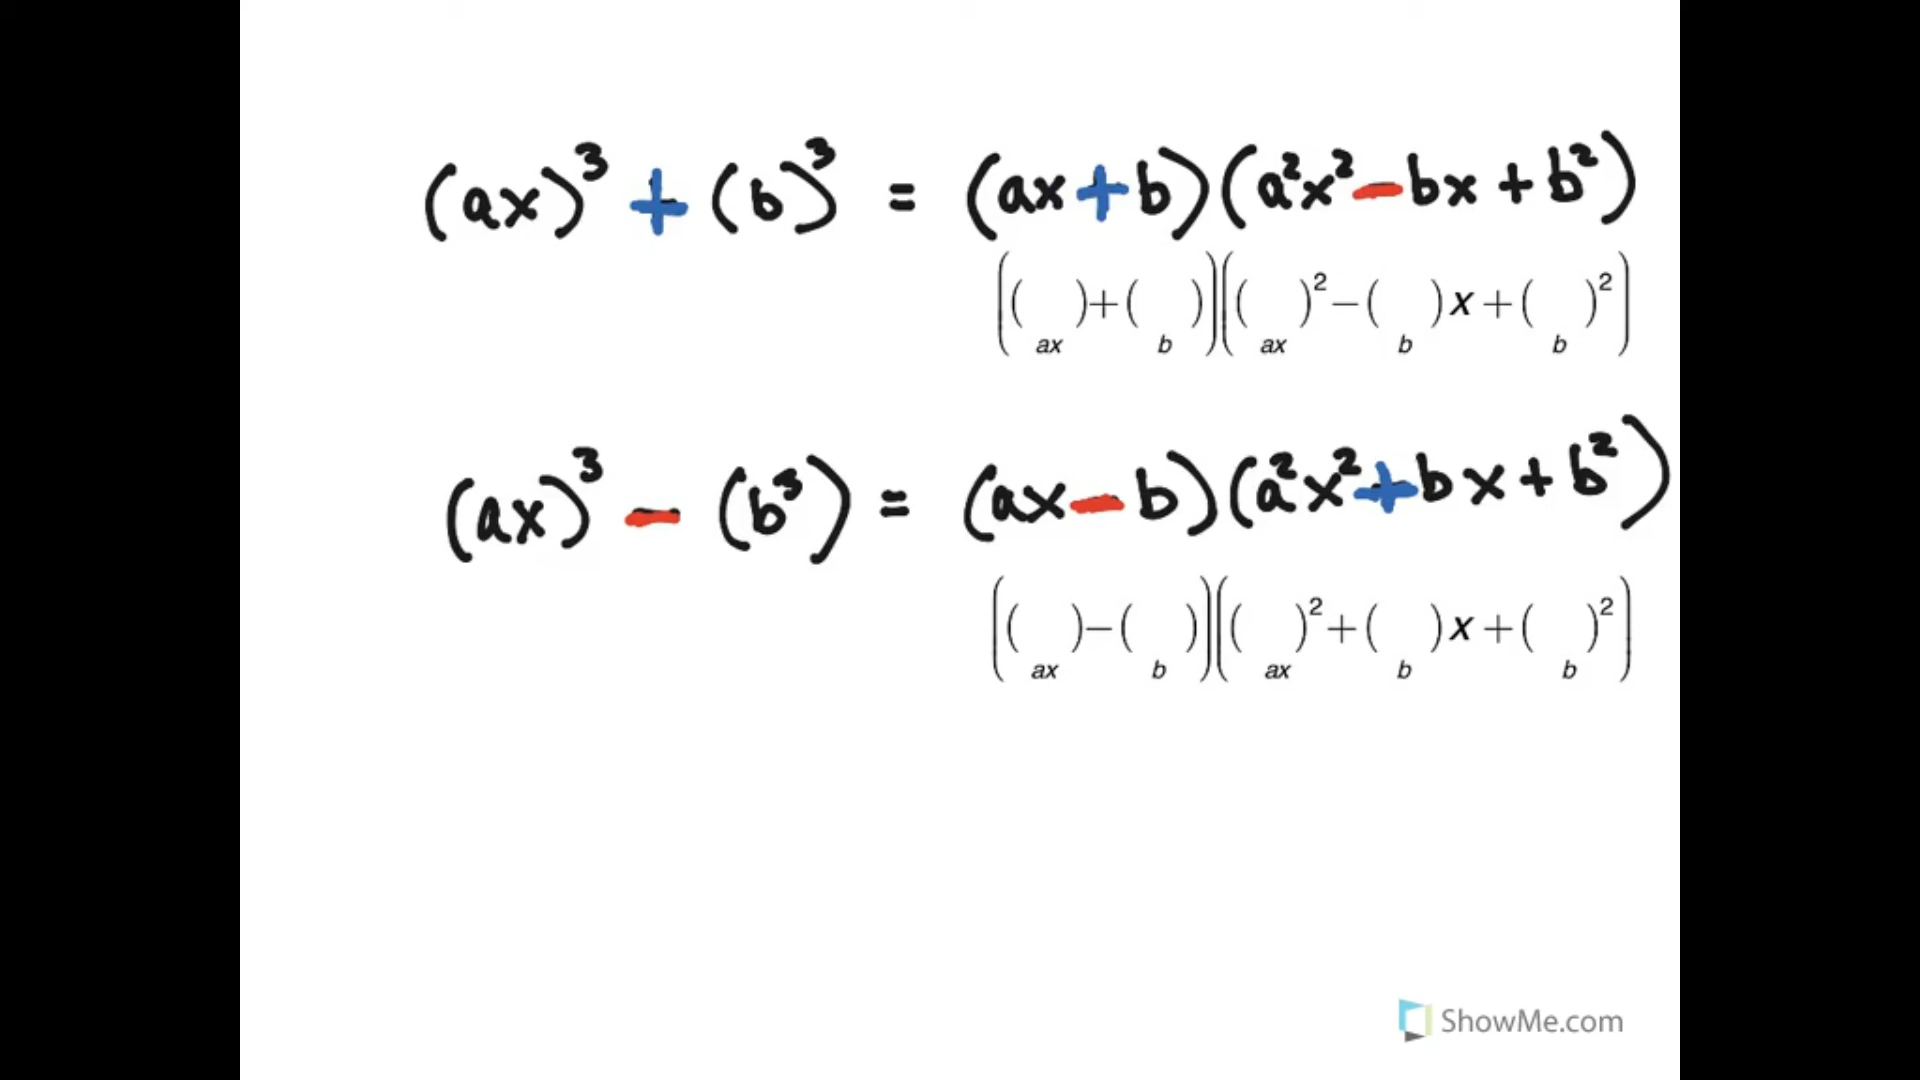 (ax)³ + (b)³ = (ax + b)(a²x² - bx + b²)
(( )+( ))(( )²−( )x+( )²)
ax b ax b b
(ax)³ - (b³) = (ax - b)(a²x² + bx + b²)
(( )−( ))(( )²+( )x+( )²)
ax b ax b b
ShowMe.com